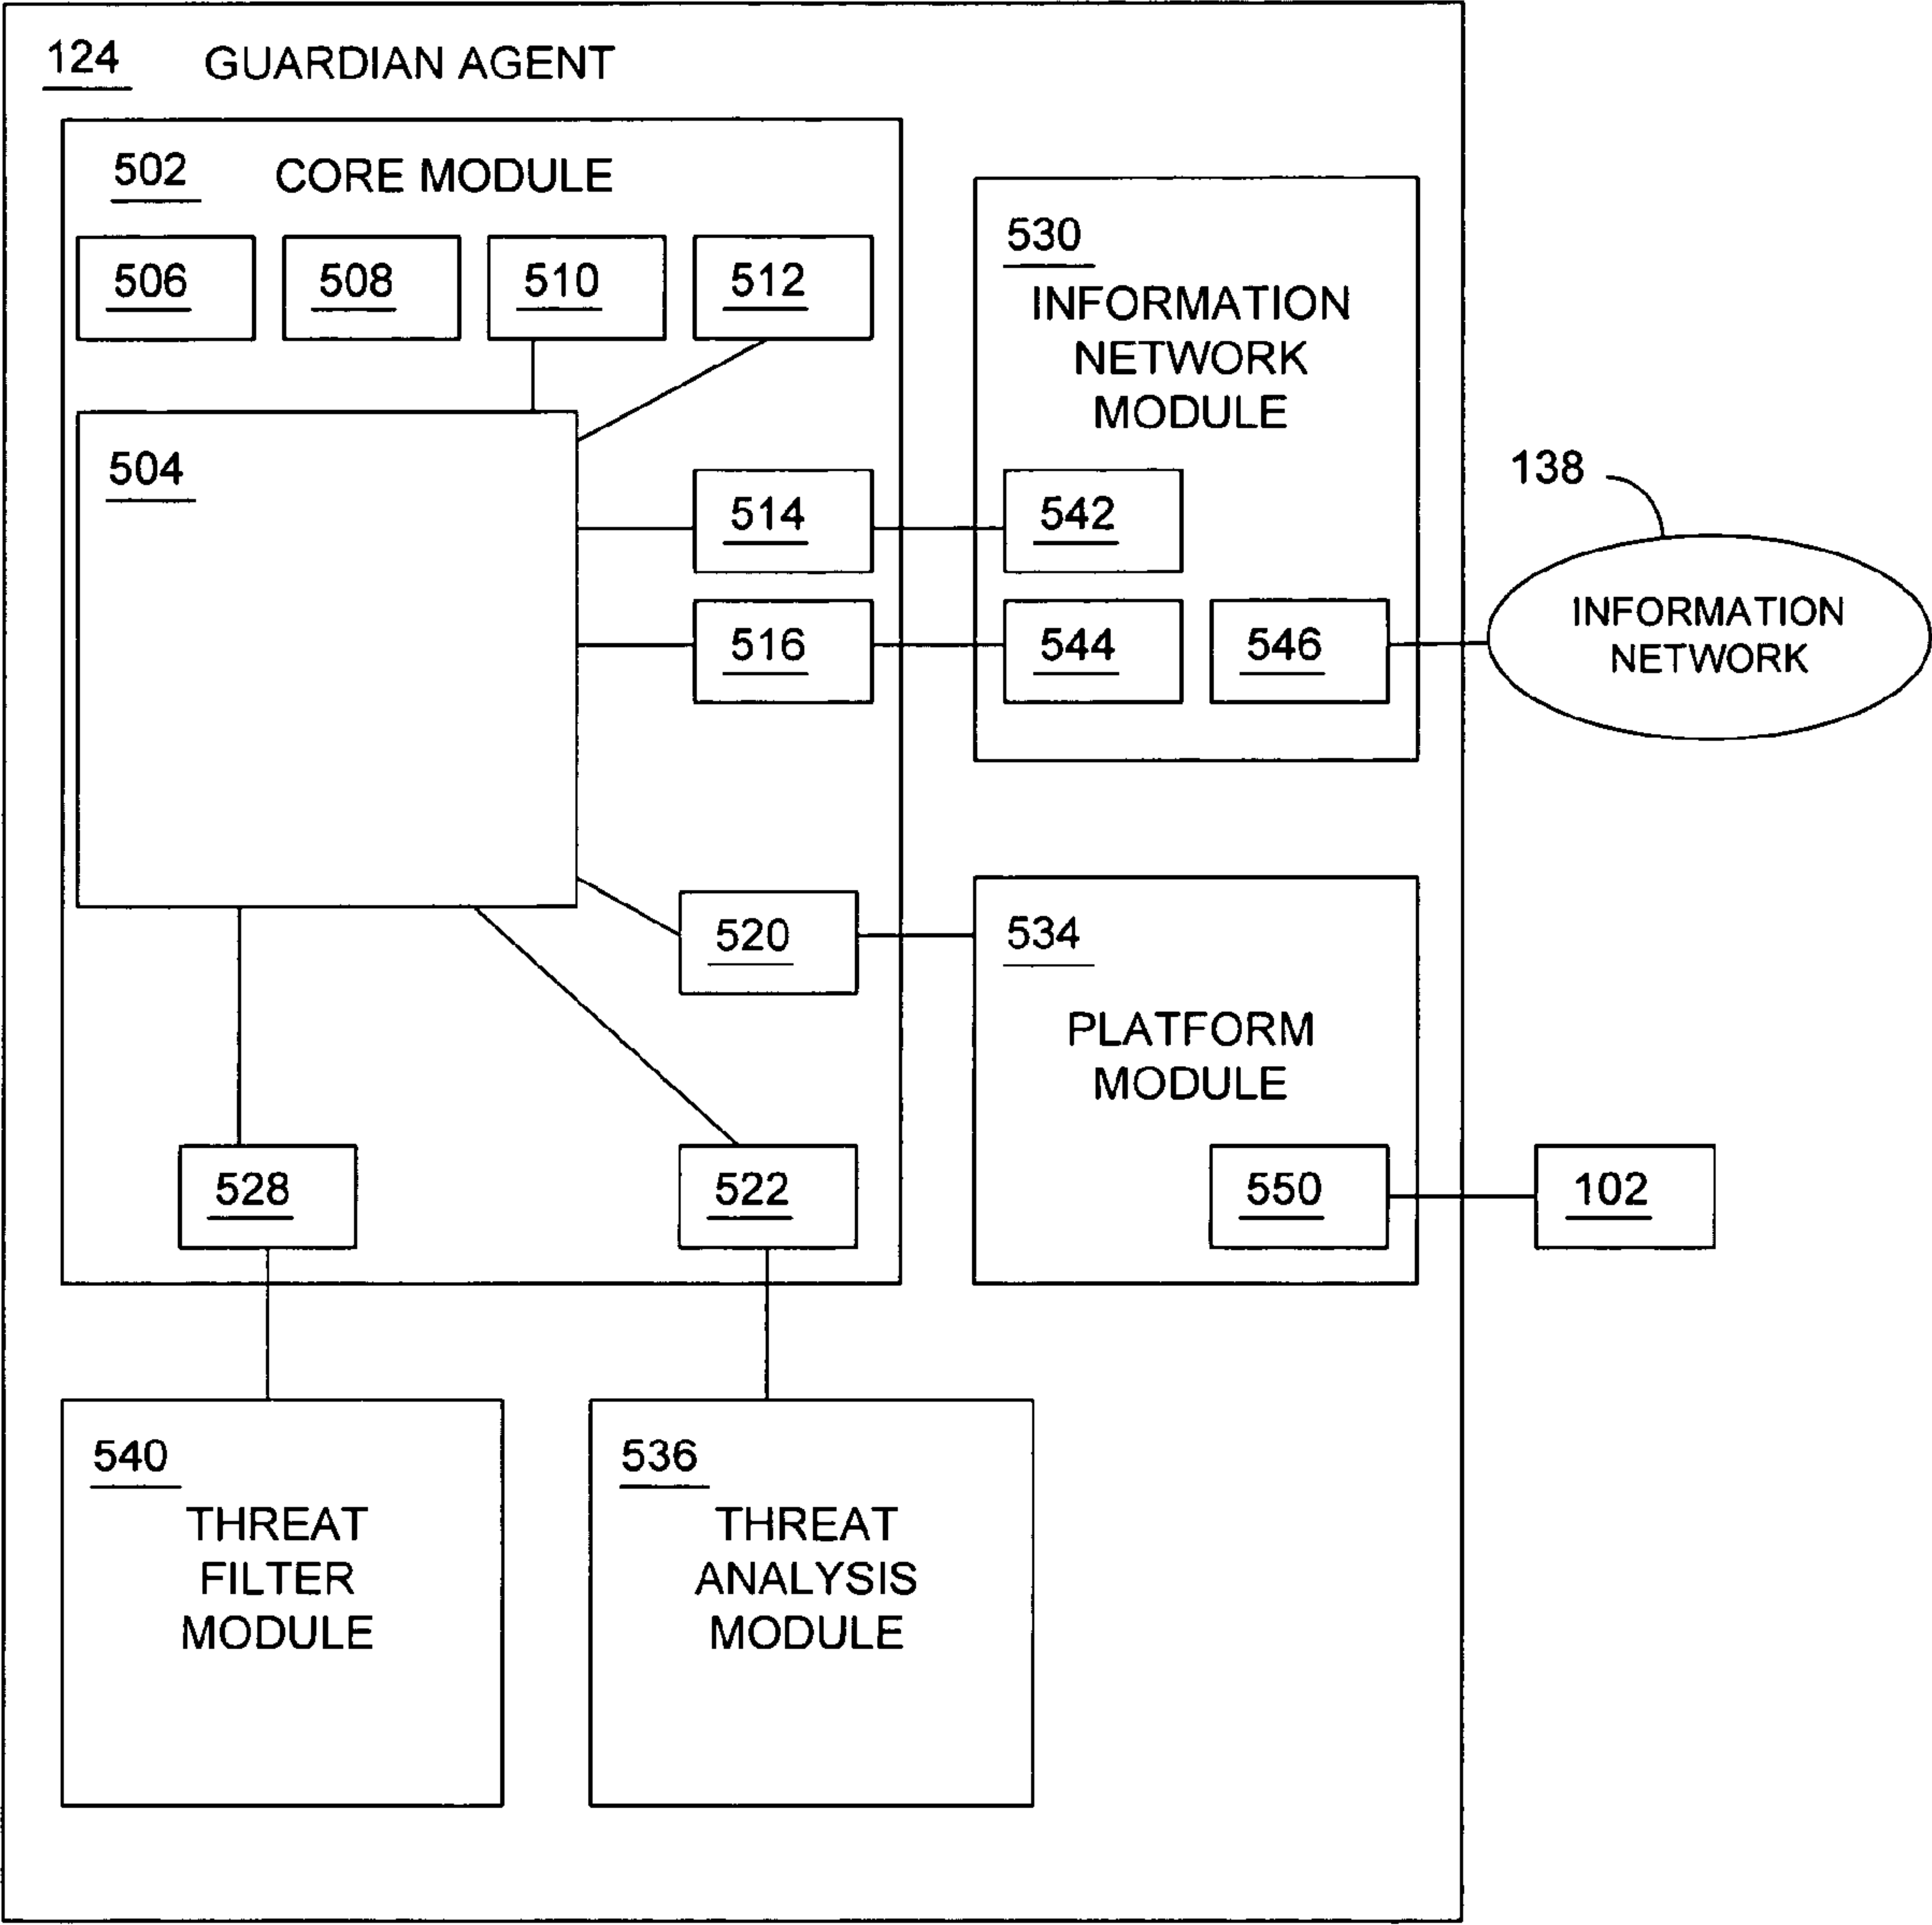 124 GUARDIAN AGENT
502 CORE MODULE
506 508 510 512
504
514
516
520
528 522
530
INFORMATION
NETWORK
MODULE
542
544 546
138
INFORMATION
NETWORK
534
PLATFORM
MODULE
550
102
540
THREAT
FILTER
MODULE
536
THREAT
ANALYSIS
MODULE